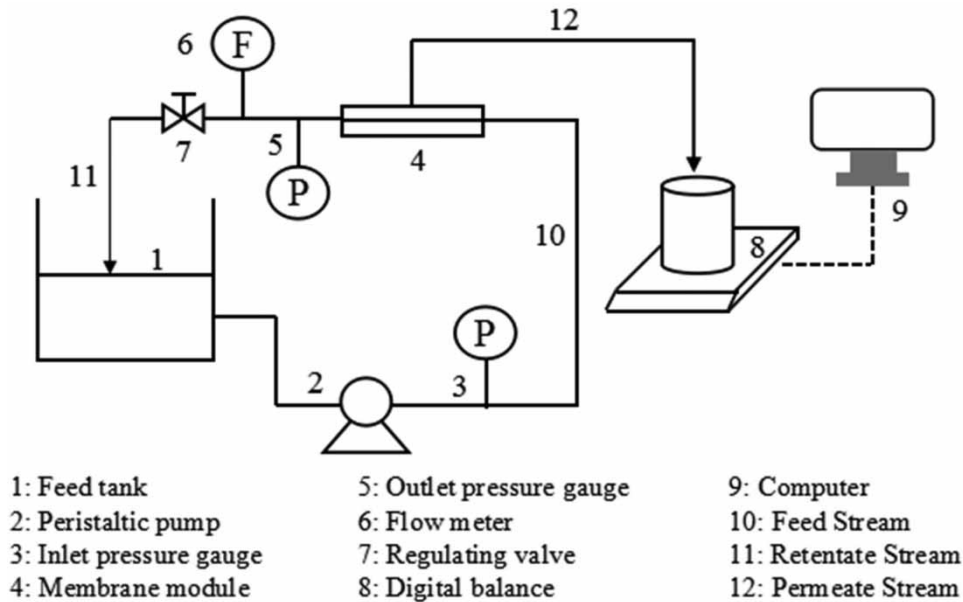 12
6
F
7
5
P
4
11
1
10
8
9
P
2
3
1: Feed tank
2: Peristaltic pump
3: Inlet pressure gauge
4: Membrane module
5: Outlet pressure gauge
6: Flow meter
7: Regulating valve
8: Digital balance
9: Computer
10: Feed Stream
11: Retentate Stream
12: Permeate Stream